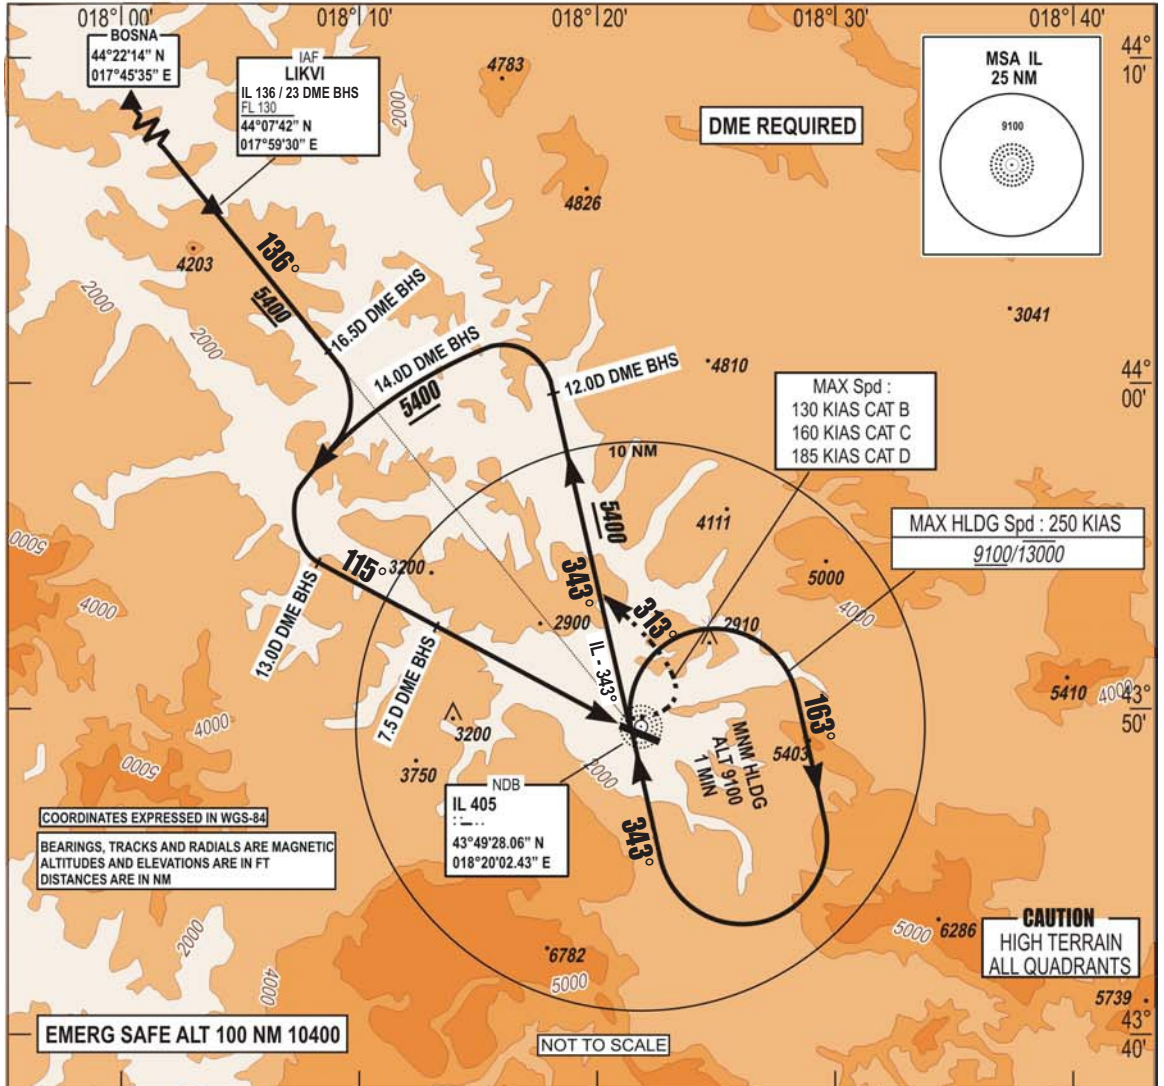 018° 00'
018° 10'
018° 20'
018° 30'
018° 40'
BOSNA
44°22'14" N
017°45'35" E
IAF
LIKVI
IL 136 / 23 DME BHS
FL 130
44°07'42" N
017°59'30" E
4783
2000
DME REQUIRED
MSA IL
25 NM
9100
44°
10'
4826
4203
136°
5400
2000
2000
16.5D DME BHS
14.0D DME BHS
5400
12.0D DME BHS
4810
3041
44°
00'
MAX Spd :
130 KIAS CAT B
160 KIAS CAT C
185 KIAS CAT D
10 NM
5400
4111
MAX HLDG Spd : 250 KIAS
9100/13000
5000
4000
115°
3200
343°
313°
5000
4000
2900
2910
13.0D DME BHS
7.5 D DME BHS
IL - 343°
163°
5410
4000
43°
50'
4000
5000
3200
3750
MNM HLDG
ALT 9100
1 MIN
5403
2000
NDB
IL 405
43°49'28.06" N
018°20'02.43" E
343°
COORDINATES EXPRESSED IN WGS-84
BEARINGS, TRACKS AND RADIALS ARE MAGNETIC
ALTITUDES AND ELEVATIONS ARE IN FT
DISTANCES ARE IN NM
2000
4000
6782
5000
5000
6286
CAUTION
HIGH TERRAIN
ALL QUADRANTS
5739
43°
40'
EMERG SAFE ALT 100 NM 10400
NOT TO SCALE